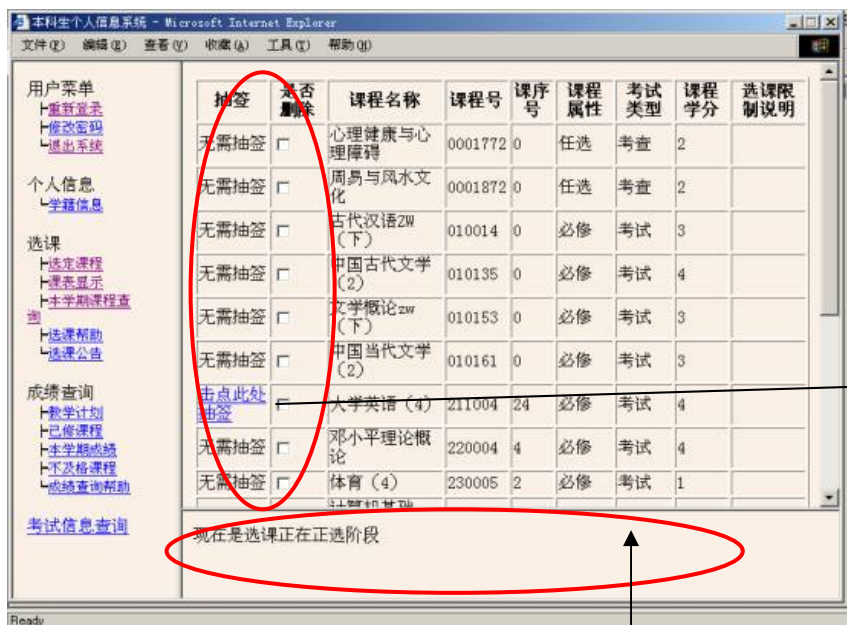 本科生个人信息系统 - Microsoft Internet Explorer
文件(F) 编辑(E) 查看(V) 收藏(A) 工具(T) 帮助(H)
用户菜单
重新登录
修改密码
退出系统
个人信息
学籍信息
选课
选定课程
课表显示
本学期课程查
询
选课帮助
选课公告
成绩查询
教学计划
已修课程
本学期成绩
不及格课程
成绩查询帮助
考试信息查询
抽签 是否删除 课程名称 课程号 课序号 课程属性 考试类型 课程学分 选课限制说明
无需抽签 心理健康与心理障碍 0001772 0 任选 考查 2
无需抽签 周易与风水文化 0001872 0 任选 考查 2
无需抽签 古代汉语ZW(下) 010014 0 必修 考试 3
无需抽签 中国古代文学(2) 010135 0 必修 考试 4
无需抽签 文学概论zw(下) 010153 0 必修 考试 3
无需抽签 中国当代文学(2) 010161 0 必修 考试 3
击点此处抽签 大学英语(4) 211004 24 必修 考试 4
无需抽签 邓小平理论概论 220004 4 必修 考试 4
无需抽签 体育(4) 230005 2 必修 考试 1
现在是选课正在正选阶段
Ready